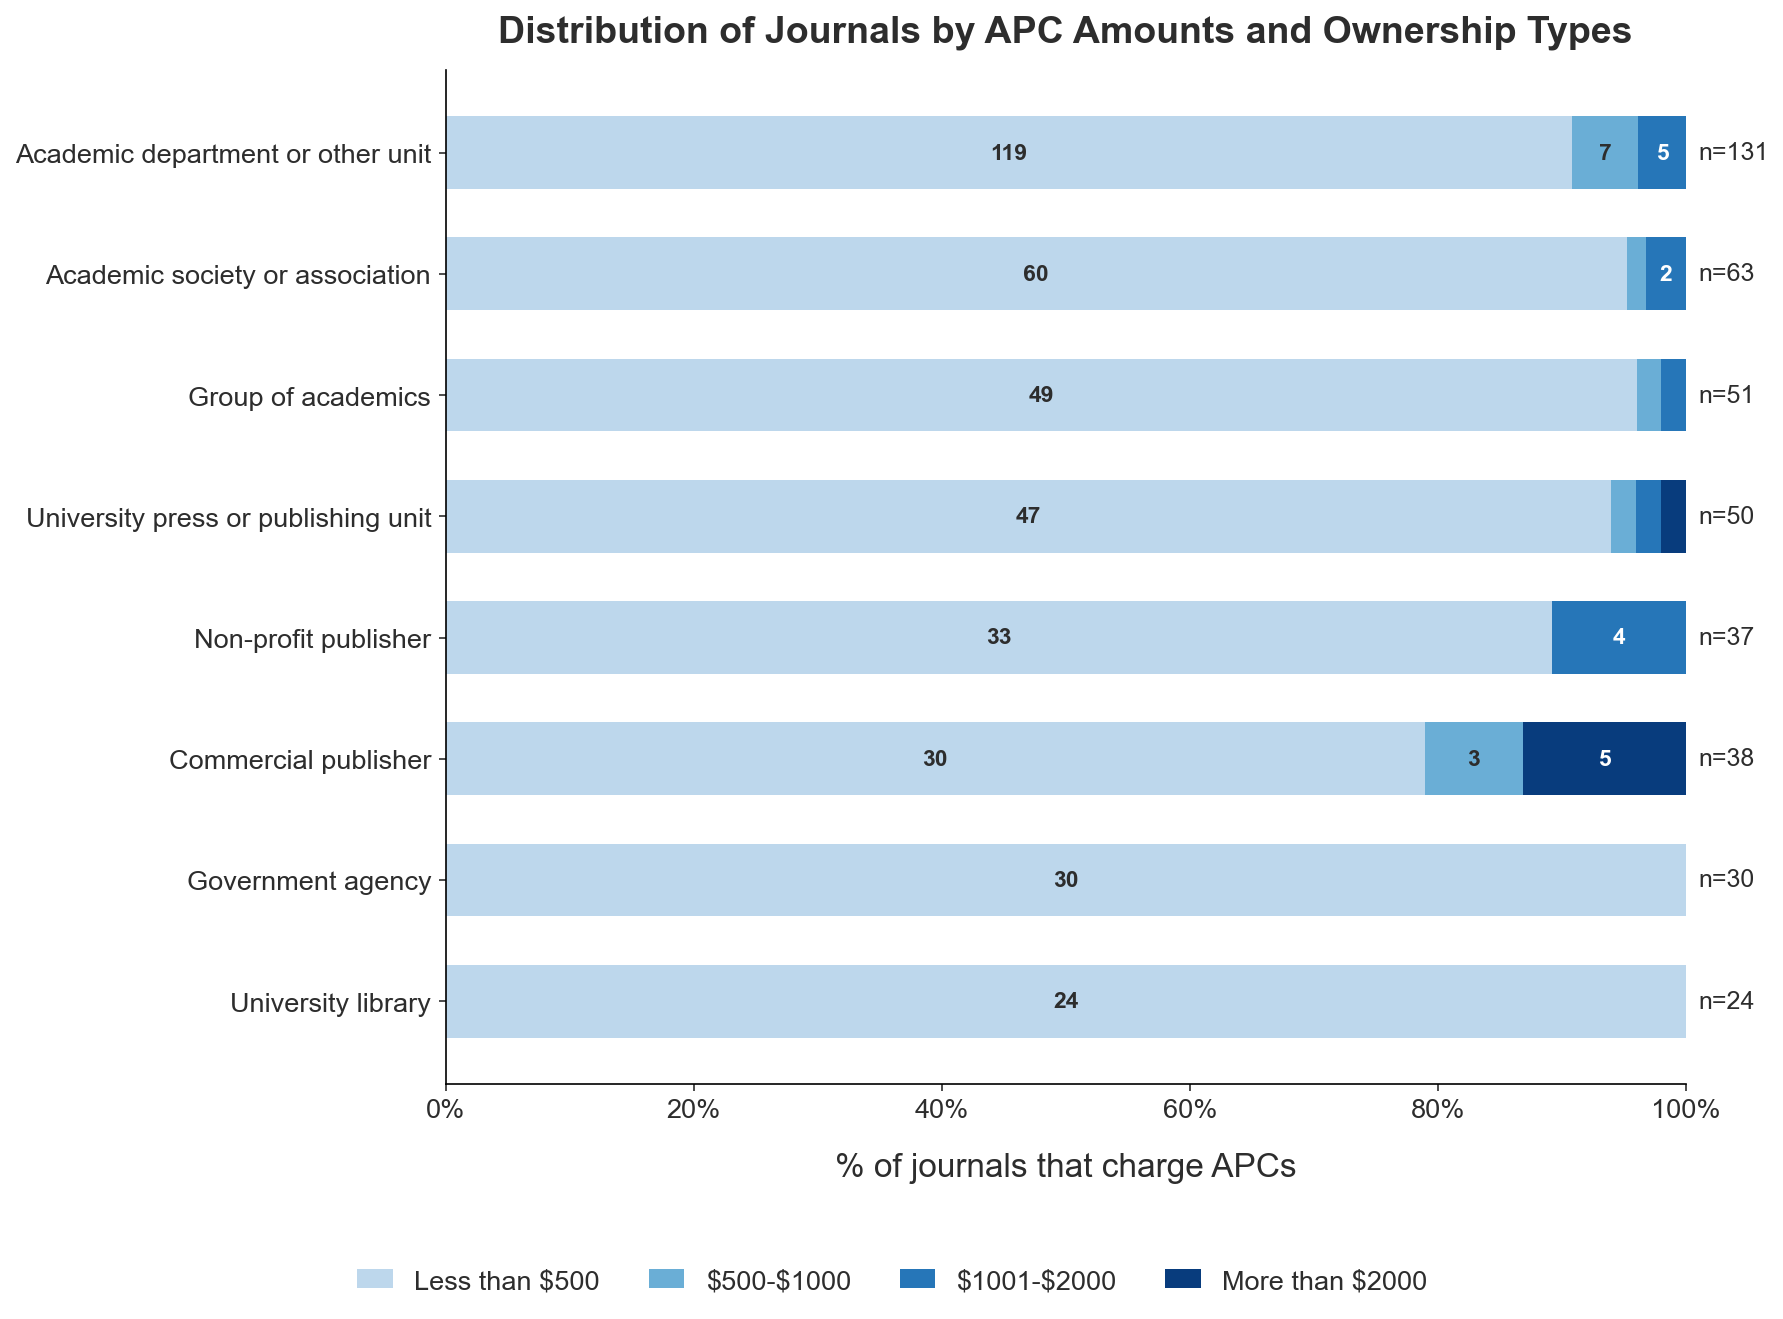 Distribution of Journals by APC Amounts and Ownership Types
Academic department or other unit 119 7 5 n=131
Academic society or association 60 2 n=63
Group of academics 49 n=51
University press or publishing unit 47 n=50
Non-profit publisher 33 4 n=37
Commercial publisher 30 3 5 n=38
Government agency 30 n=30
University library 24 n=24
0% 20% 40% 60% 80% 100%
% of journals that charge APCs
Less than $500 $500-$1000 $1001-$2000 More than $2000